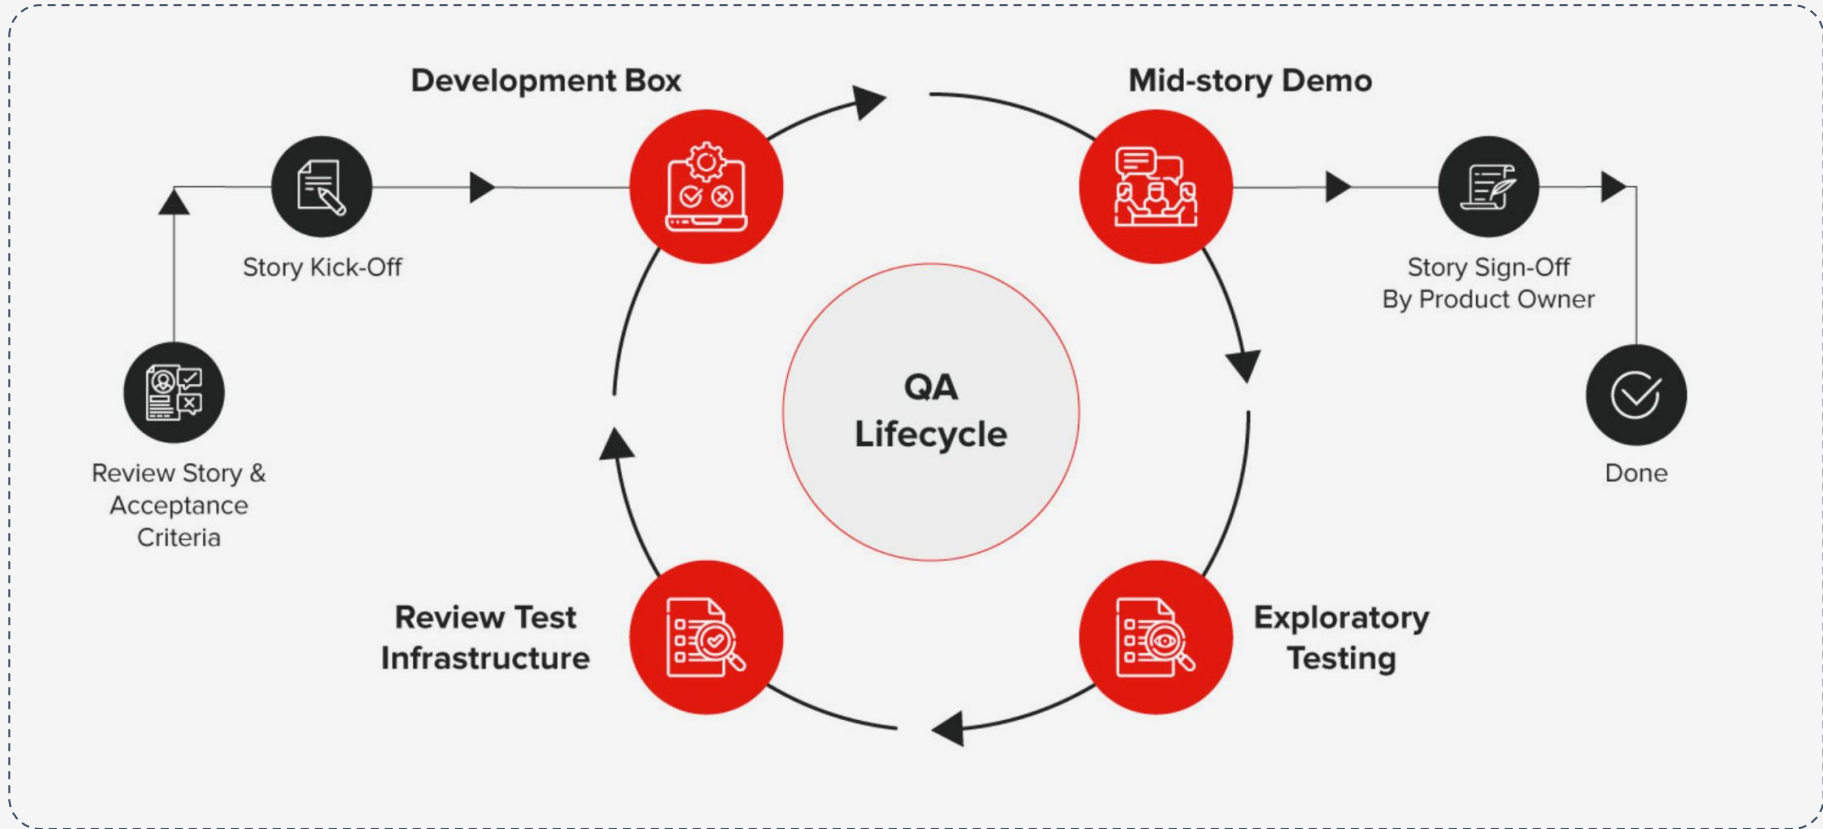 Development Box
Mid-story Demo
Story Kick-Off
Story Sign-Off
By Product Owner
QA
Lifecycle
Review Story &
Acceptance
Criteria
Done
Review Test
Infrastructure
Exploratory
Testing